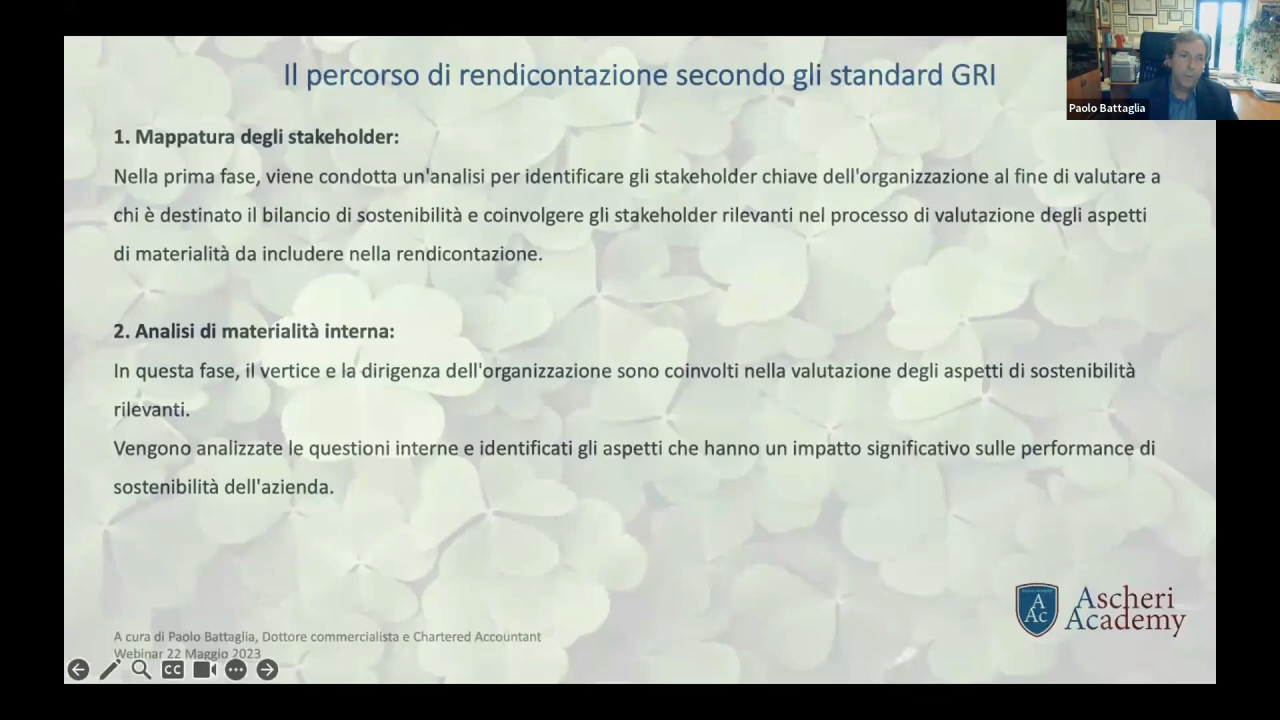 Il percorso di rendicontazione secondo gli standard GRI
Paolo Battaglia
1. Mappatura degli stakeholder:
Nella prima fase, viene condotta un'analisi per identificare gli stakeholder chiave dell'organizzazione al fine di valutare a
chi è destinato il bilancio di sostenibilità e coinvolgere gli stakeholder rilevanti nel processo di valutazione degli aspetti
di materialità da includere nella rendicontazione.
2. Analisi di materialità interna:
In questa fase, il vertice e la dirigenza dell'organizzazione sono coinvolti nella valutazione degli aspetti di sostenibilità
rilevanti.
Vengono analizzate le questioni interne e identificati gli aspetti che hanno un impatto significativo sulle performance di
sostenibilità dell'azienda.
A
Ac
Ascheri
Academy
A cura di Paolo Battaglia, Dottore commercialista e Chartered Accountant
Webinar 22 Maggio 2023
CC